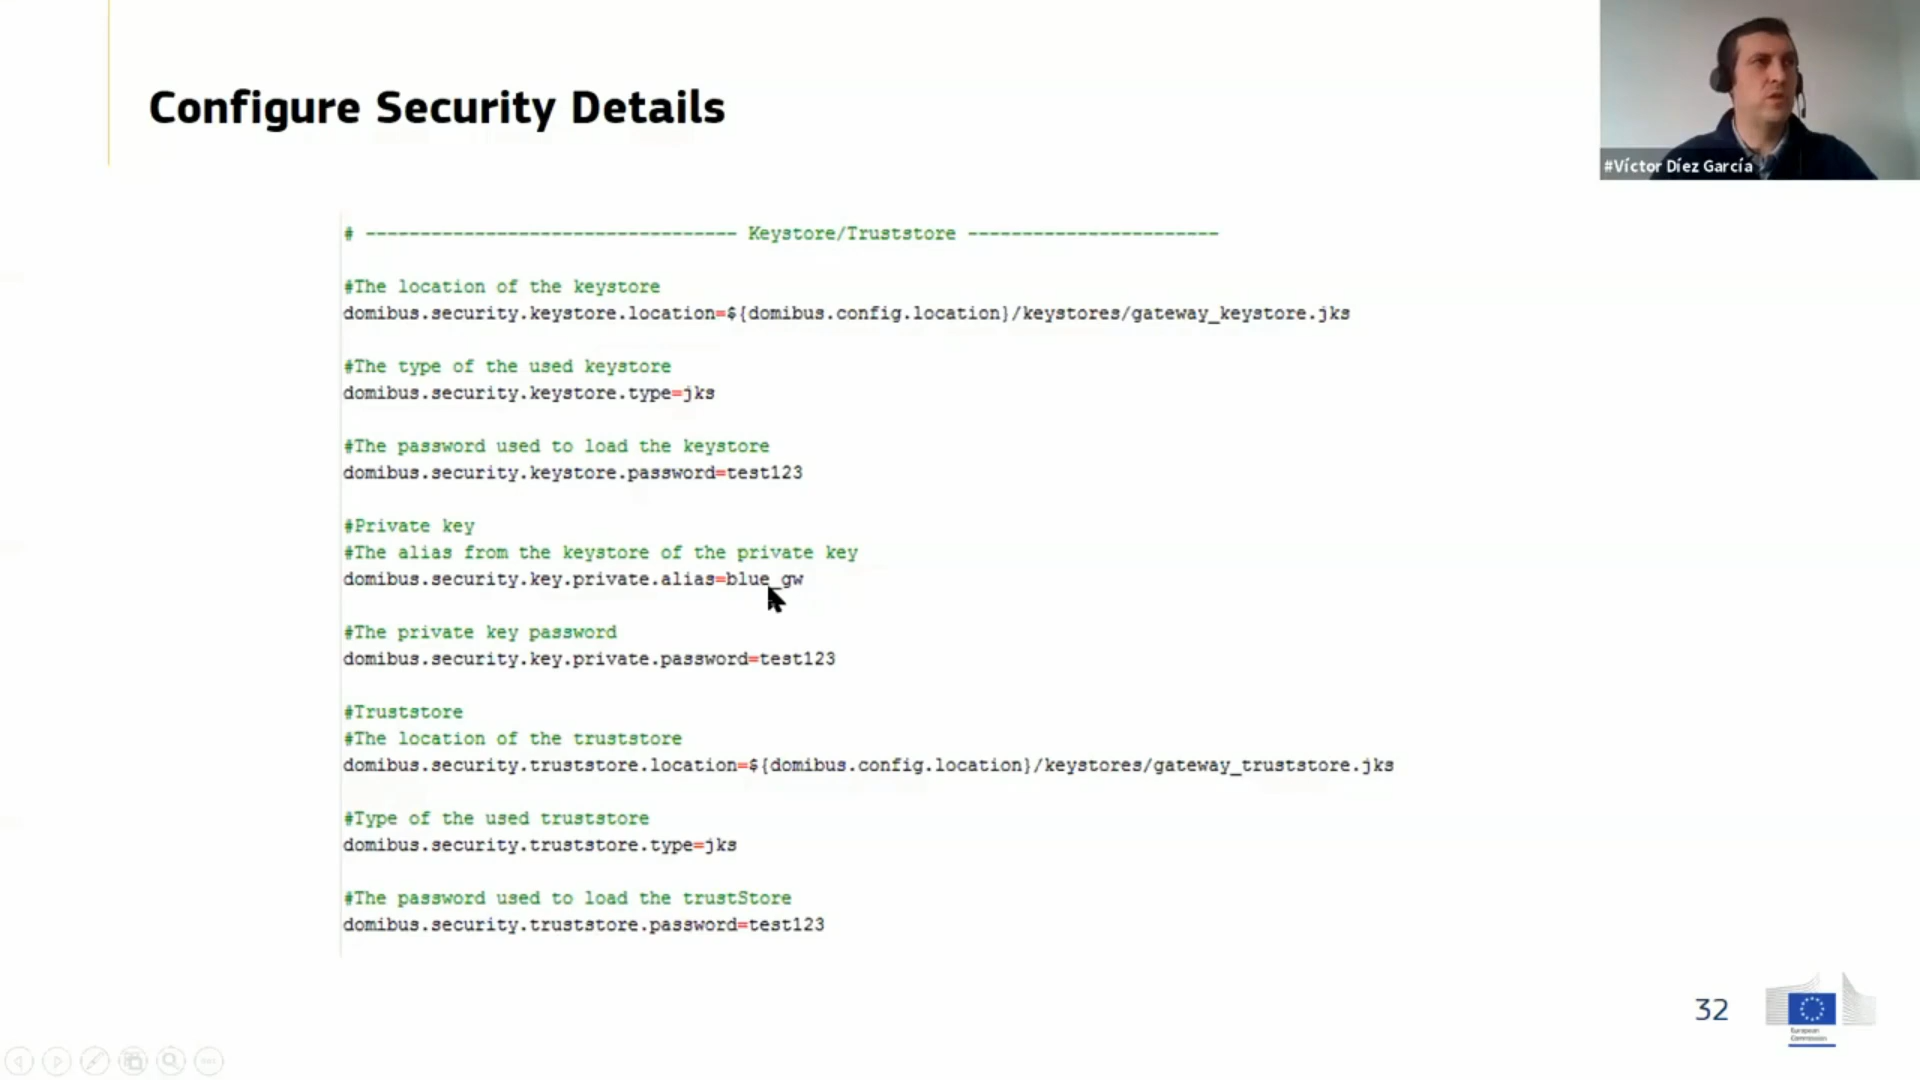 Configure Security Details
#Víctor Díez García
# ---------------------------------- Keystore/Truststore -----------------------
#The location of the keystore
domibus.security.keystore.location=${domibus.config.location}/keystores/gateway_keystore.jks
#The type of the used keystore
domibus.security.keystore.type=jks
#The password used to load the keystore
domibus.security.keystore.password=test123
#Private key
#The alias from the keystore of the private key
domibus.security.key.private.alias=blue_gw
#The private key password
domibus.security.key.private.password=test123
#Truststore
#The location of the truststore
domibus.security.truststore.location=${domibus.config.location}/keystores/gateway_truststore.jks
#Type of the used truststore
domibus.security.truststore.type=jks
#The password used to load the trustStore
domibus.security.truststore.password=test123
32
European
Commission